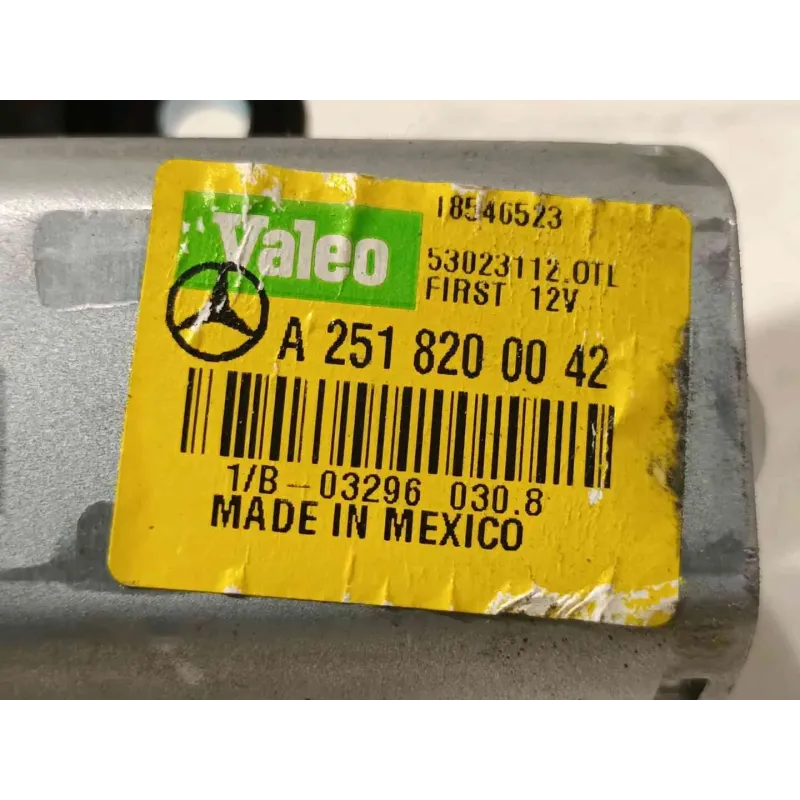 Valeo
18546523
53023112.OTL
FIRST 12V
A 251 820 00 42
1/B-03296 030.8
MADE IN MEXICO